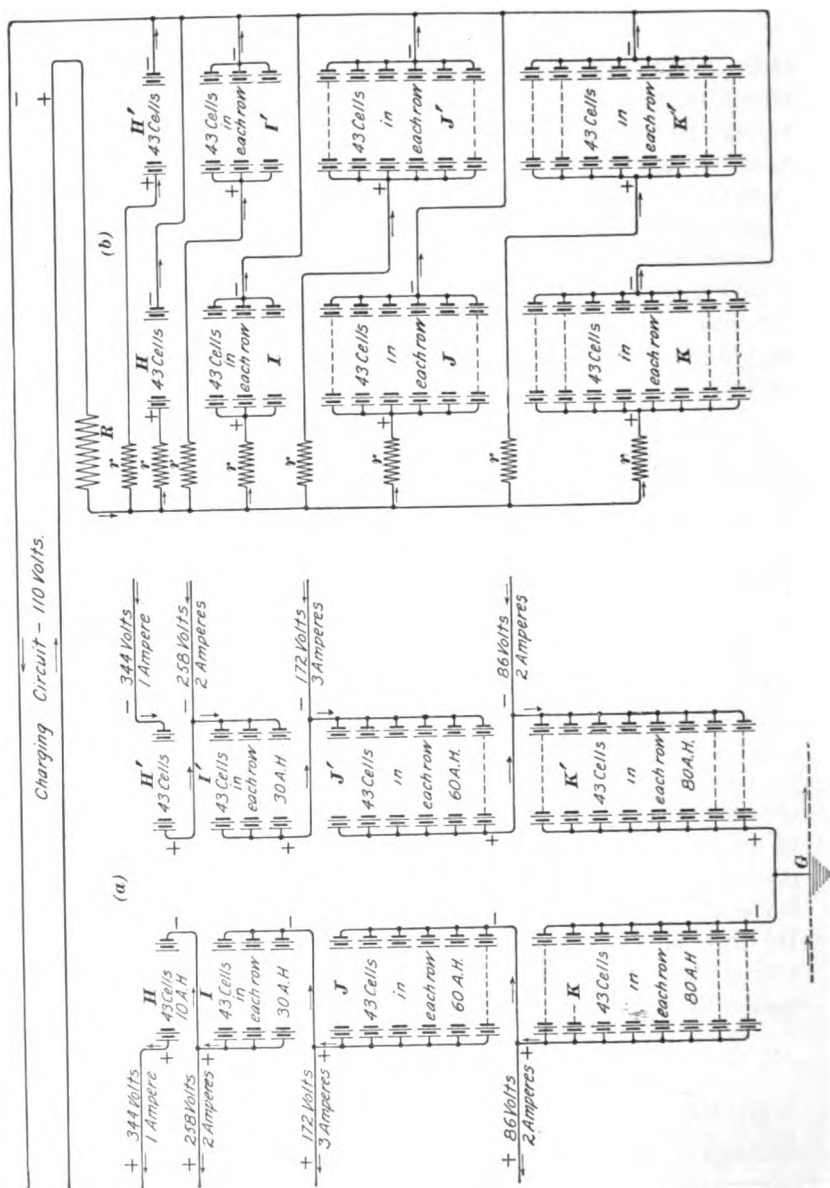 Charging Circuit - 110 Volts.
− +
(a)
+ 344 Volts
1 Ampere
+ 258 Volts
2 Amperes
+ 172 Volts
3 Amperes
+ 86 Volts
2 Amperes
H
43 Cells
10 A.H
+ −
I
43 Cells
in
each row
30 A.H
+ −
J
43 Cells
in
each row
60 A.H.
+ −
K
43 Cells
in
each row
80 A.H
+ −
H'
43 Cells
+ −
I'
43 Cells
in
each row
30 A.H
+ −
J'
43 Cells
in
each row
60 A.H.
+ −
K'
43 Cells
in
each row
80 A.H.
+ −
− 344 Volts
1 Ampere
− 258 Volts
2 Amperes
− 172 Volts
3 Amperes
− 86 Volts
2 Amperes
G
(b)
R
r
r
r
r
r
r
r
r
H
43 Cells
+ −
I
43 Cells
in
each row
+ −
J
43 Cells
in
each row
+ −
K
43 Cells
in
each row
+ −
H'
43 Cells
+ −
I'
43 Cells
in
each row
+ −
J'
43 Cells
in
each row
+ −
K'
43 Cells
in
each row
+ −